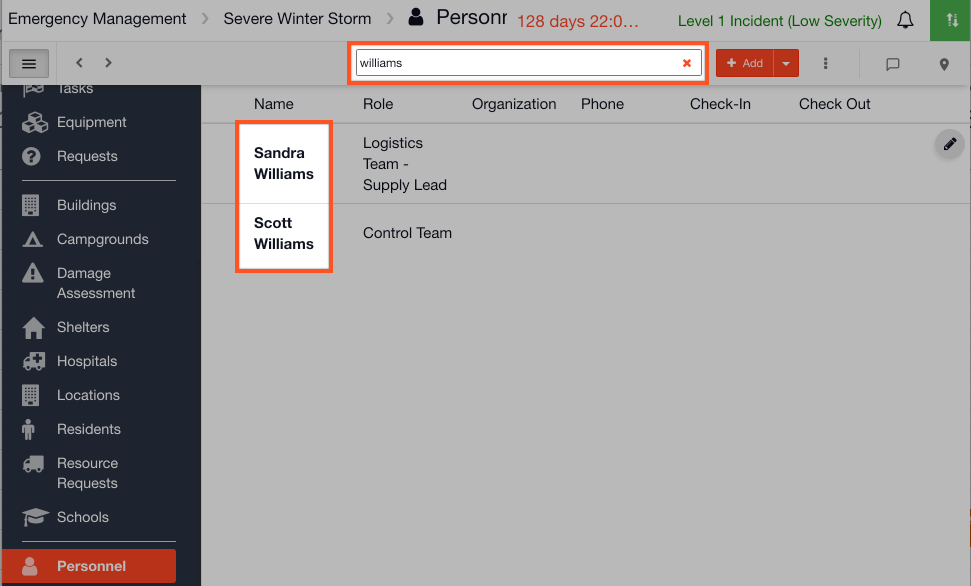 Emergency Management
Severe Winter Storm
128 days 22:0…
Level 1 Incident (Low Severity)
williams
Add
Tasks
Equipment
Requests
Buildings
Campgrounds
Damage
Assessment
Shelters
Hospitals
Locations
Residents
Resource
Requests
Schools
Personnel
Name Role Organization Phone Check-In Check Out
Sandra
Williams
Logistics
Team -
Supply Lead
Scott
Williams
Control Team